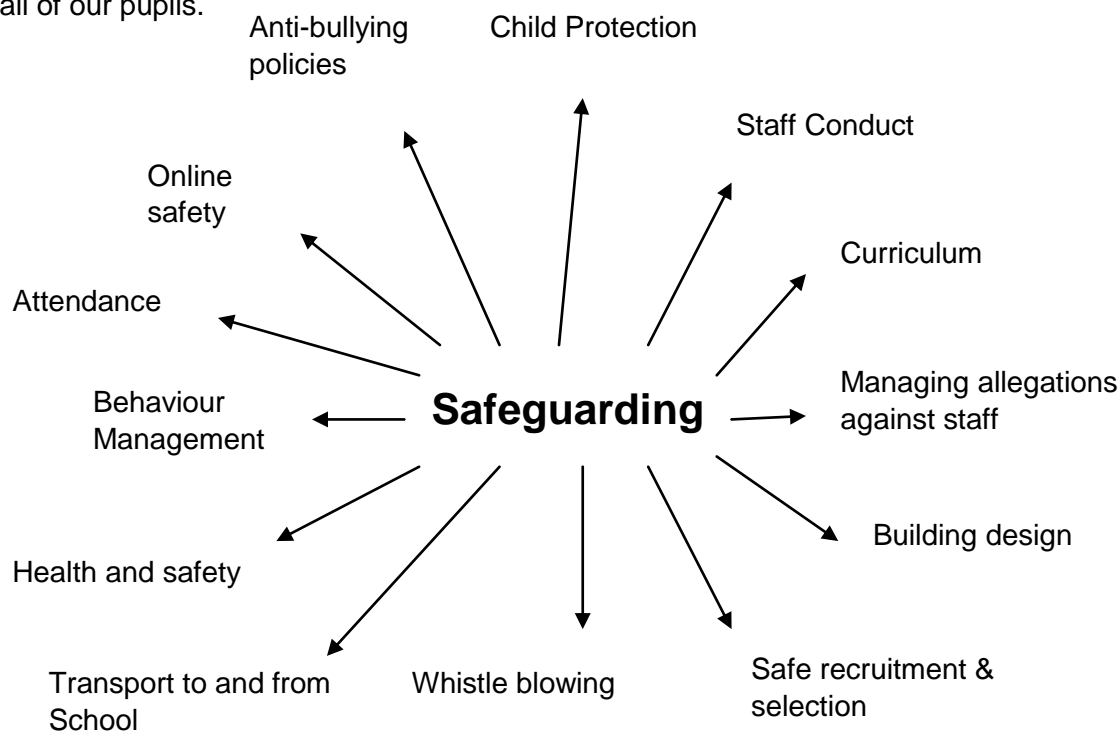 all of our pupils.
Anti-bullying
policies
Child Protection
Staff Conduct
Online
safety
Curriculum
Attendance
Managing allegations
against staff
Behaviour
Management
Safeguarding
Building design
Health and safety
Safe recruitment &
selection
Transport to and from
School
Whistle blowing